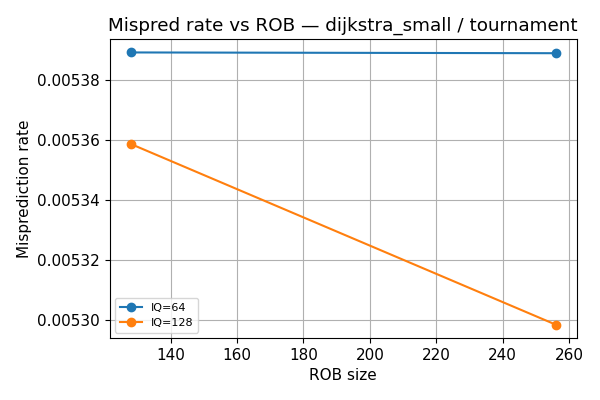 Mispred rate vs ROB — dijkstra_small / tournament
Misprediction rate
0.00538
0.00536
0.00534
0.00532
0.00530
IQ=64
IQ=128
140 160 180 200 220 240 260
ROB size